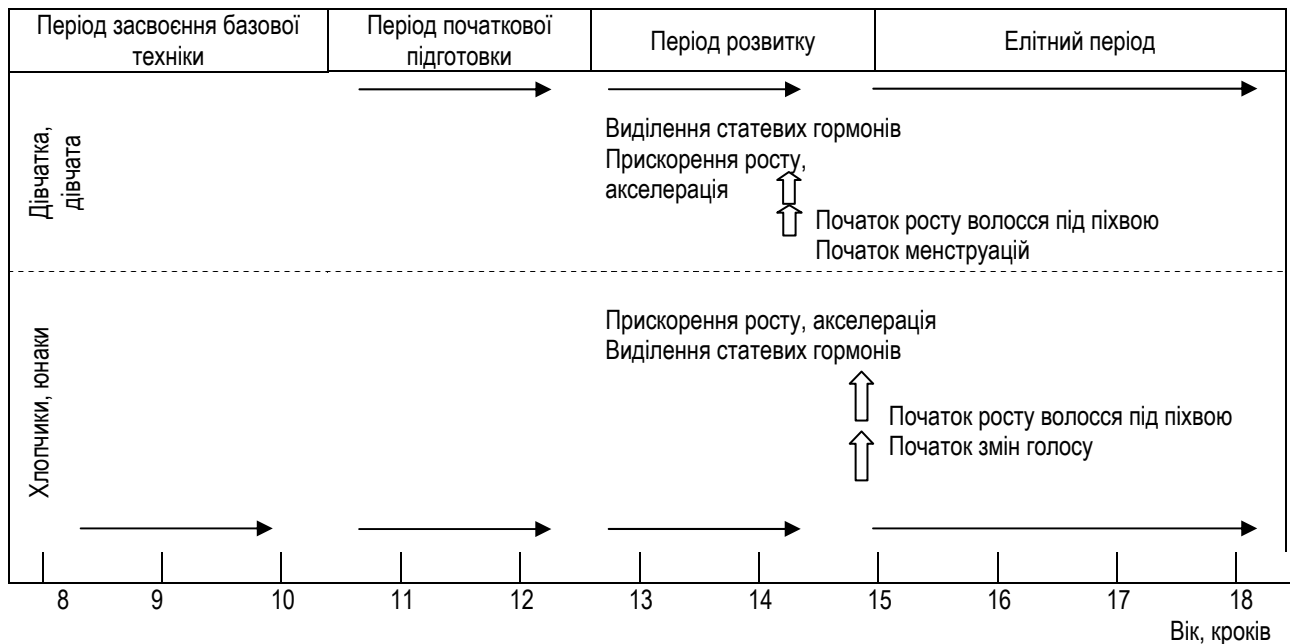 Період засвоєння базової
техніки
Період початкової
підготовки
Період розвитку
Елітний період
Дівчатка,
дівчата
Виділення статевих гормонів
Прискорення росту,
акселерація
Початок росту волосся під піхвою
Початок менструацій
Хлопчики, юнаки
Прискорення росту, акселерація
Виділення статевих гормонів
Початок росту волосся під піхвою
Початок змін голосу
8 9 10 11 12 13 14 15 16 17 18
Вік, кроків